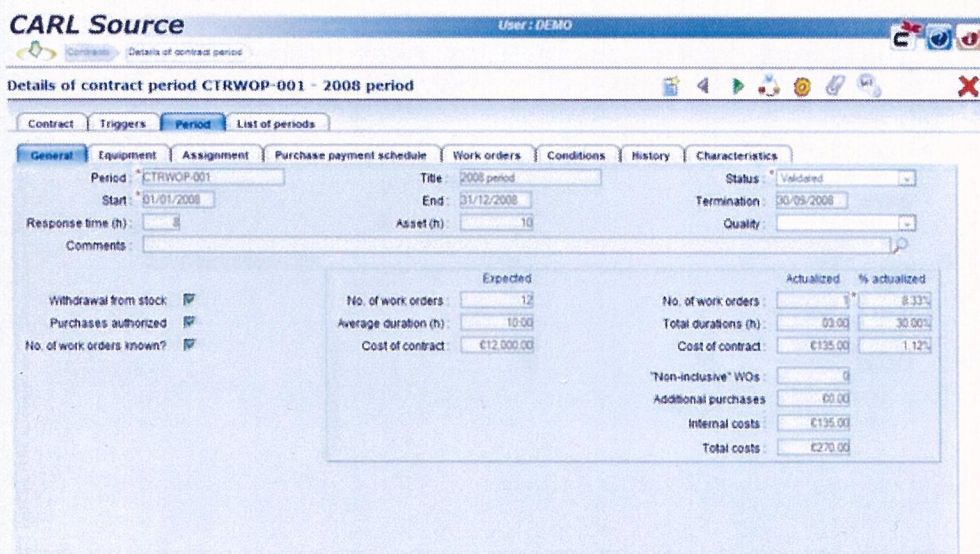 CARL Source
User : DEMO
Contracts Details of contract period
Details of contract period CTRWOP-001 - 2008 period
Contract Triggers Period List of periods
General Equipment Assignment Purchase payment schedule Work orders Conditions History Characteristics
Period : * CTRWOP-001 Title : 2008 period Status : * Validated
Start : * 01/01/2008 End : 31/12/2008 Termination : 30/09/2008
Response time (h) : 8 Asset (h) : 10 Quality :
Comments :
Expected Actualized % actualized
Withdrawal from stock No. of work orders : 12 No. of work orders : 1 * 8.33%
Purchases authorized Average duration (h) : 10:00 Total durations (h) : 03:00 30.00%
No. of work orders known? Cost of contract : €12,000.00 Cost of contract : €135.00 1.12%
"Non-inclusive" WOs : 0
Additional purchases €0.00
Internal costs : €135.00
Total costs : €270.00